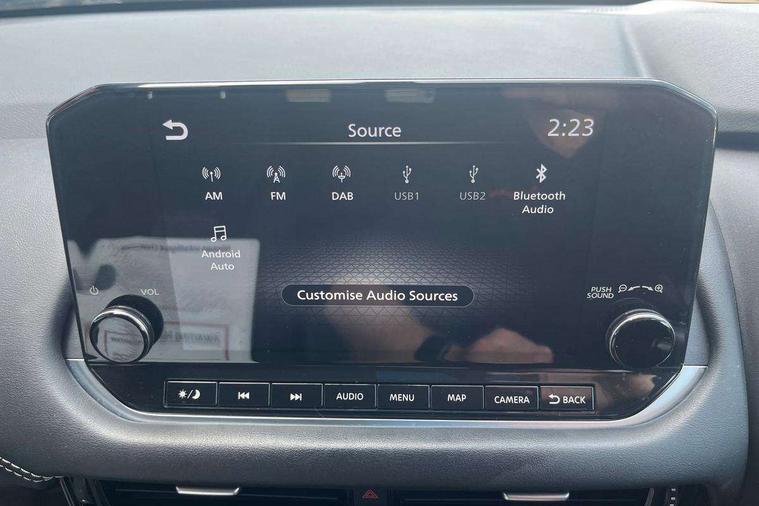 Source
2:23
AM FM DAB USB1 USB2 Bluetooth Audio
Android Auto
Customise Audio Sources
VOL
PUSH SOUND
AUDIO MENU MAP CAMERA BACK